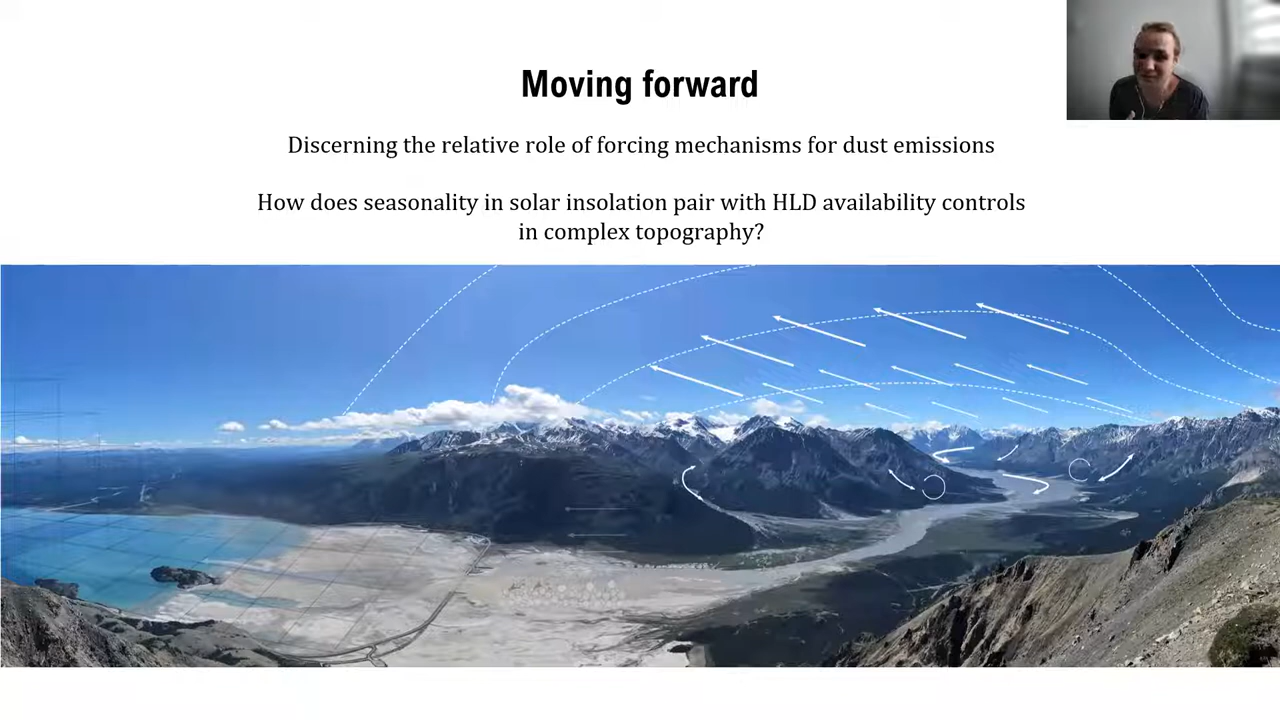 Moving forward
Discerning the relative role of forcing mechanisms for dust emissions
How does seasonality in solar insolation pair with HLD availability controls
in complex topography?